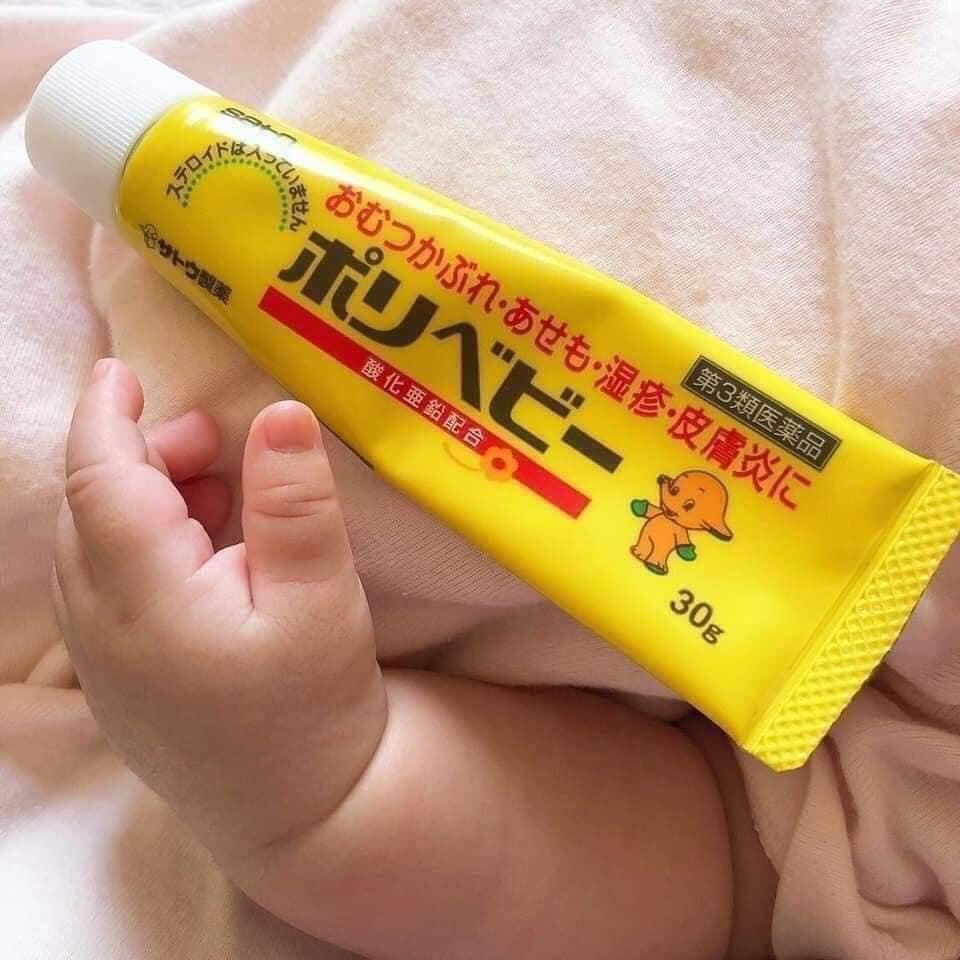 sato
ステロイドは入っていません
サトウ製薬
おむつかぶれ・あせも・湿疹・皮膚炎に
ポリベビー
酸化亜鉛配合
第3類医薬品
30g